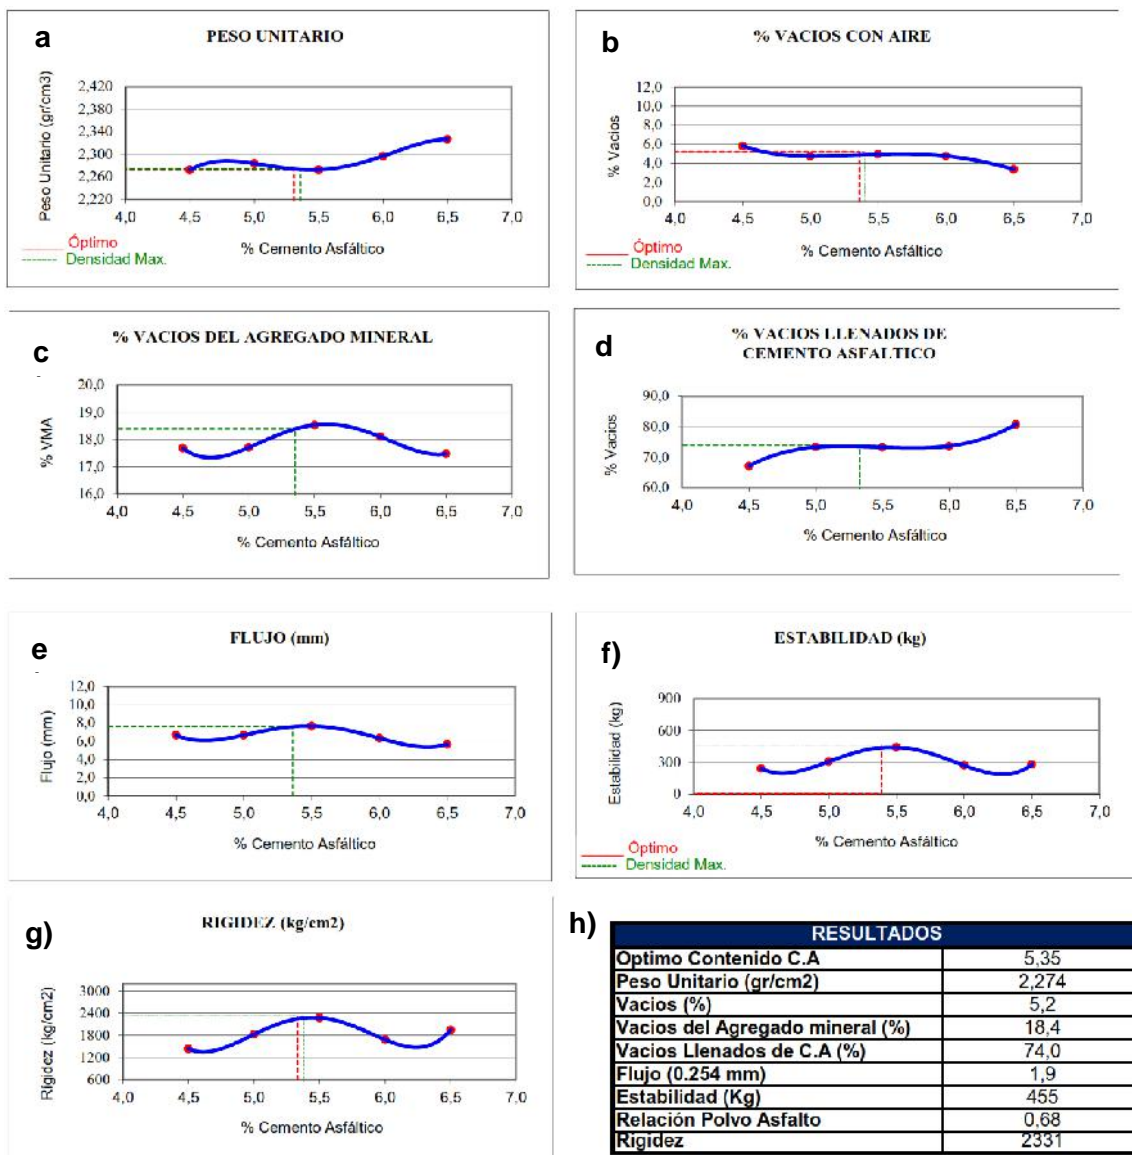 a
PESO UNITARIO
Peso Unitario (gr/cm3)
2,420
2,380
2,340
2,300
2,260
2,220
4,0 4,5 5,0 5,5 6,0 6,5 7,0
Óptimo
Densidad Max.
% Cemento Asfáltico
b
% VACIOS CON AIRE
% Vacios
12,0
10,0
8,0
6,0
4,0
2,0
0,0
4,0 4,5 5,0 5,5 6,0 6,5 7,0
Óptimo
Densidad Max.
% Cemento Asfáltico
c
% VACIOS DEL AGREGADO MINERAL
% VMA
20,0
19,0
18,0
17,0
16,0
4,0 4,5 5,0 5,5 6,0 6,5 7,0
% Cemento Asfáltico
d
% VACIOS LLENADOS DE
CEMENTO ASFALTICO
% Vacios
90,0
80,0
70,0
60,0
4,0 4,5 5,0 5,5 6,0 6,5 7,0
% Cemento Asfáltico
e
FLUJO (mm)
Flujo (mm)
12,0
10,0
8,0
6,0
4,0
2,0
0,0
4,0 4,5 5,0 5,5 6,0 6,5 7,0
% Cemento Asfáltico
f)
ESTABILIDAD (kg)
Estabilidad (kg)
900
600
300
0
4,0 4,5 5,0 5,5 6,0 6,5 7,0
Óptimo
Densidad Max.
% Cemento Asfáltico
g)
RIGIDEZ (kg/cm2)
Rigidez (kg/cm2)
3000
2400
1800
1200
600
4,0 4,5 5,0 5,5 6,0 6,5 7,0
% Cemento Asfáltico
h)
RESULTADOS
Optimo Contenido C.A 5,35
Peso Unitario (gr/cm2) 2,274
Vacios (%) 5,2
Vacios del Agregado mineral (%) 18,4
Vacios Llenados de C.A (%) 74,0
Flujo (0.254 mm) 1,9
Estabilidad (Kg) 455
Relación Polvo Asfalto 0,68
Rigidez 2331